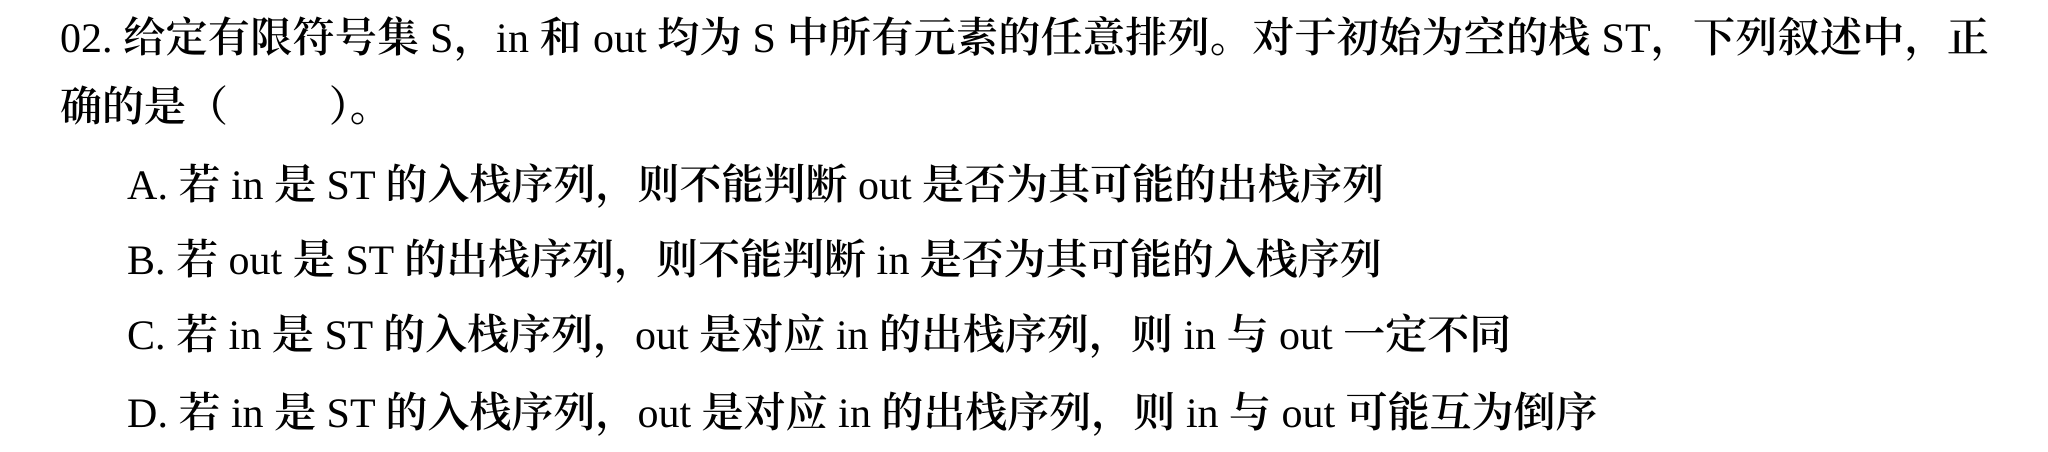 02. 给定有限符号集 S，in 和 out 均为 S 中所有元素的任意排列。对于初始为空的栈 ST，下列叙述中，正
确的是（　　）。
A. 若 in 是 ST 的入栈序列，则不能判断 out 是否为其可能的出栈序列
B. 若 out 是 ST 的出栈序列，则不能判断 in 是否为其可能的入栈序列
C. 若 in 是 ST 的入栈序列，out 是对应 in 的出栈序列，则 in 与 out 一定不同
D. 若 in 是 ST 的入栈序列，out 是对应 in 的出栈序列，则 in 与 out 可能互为倒序